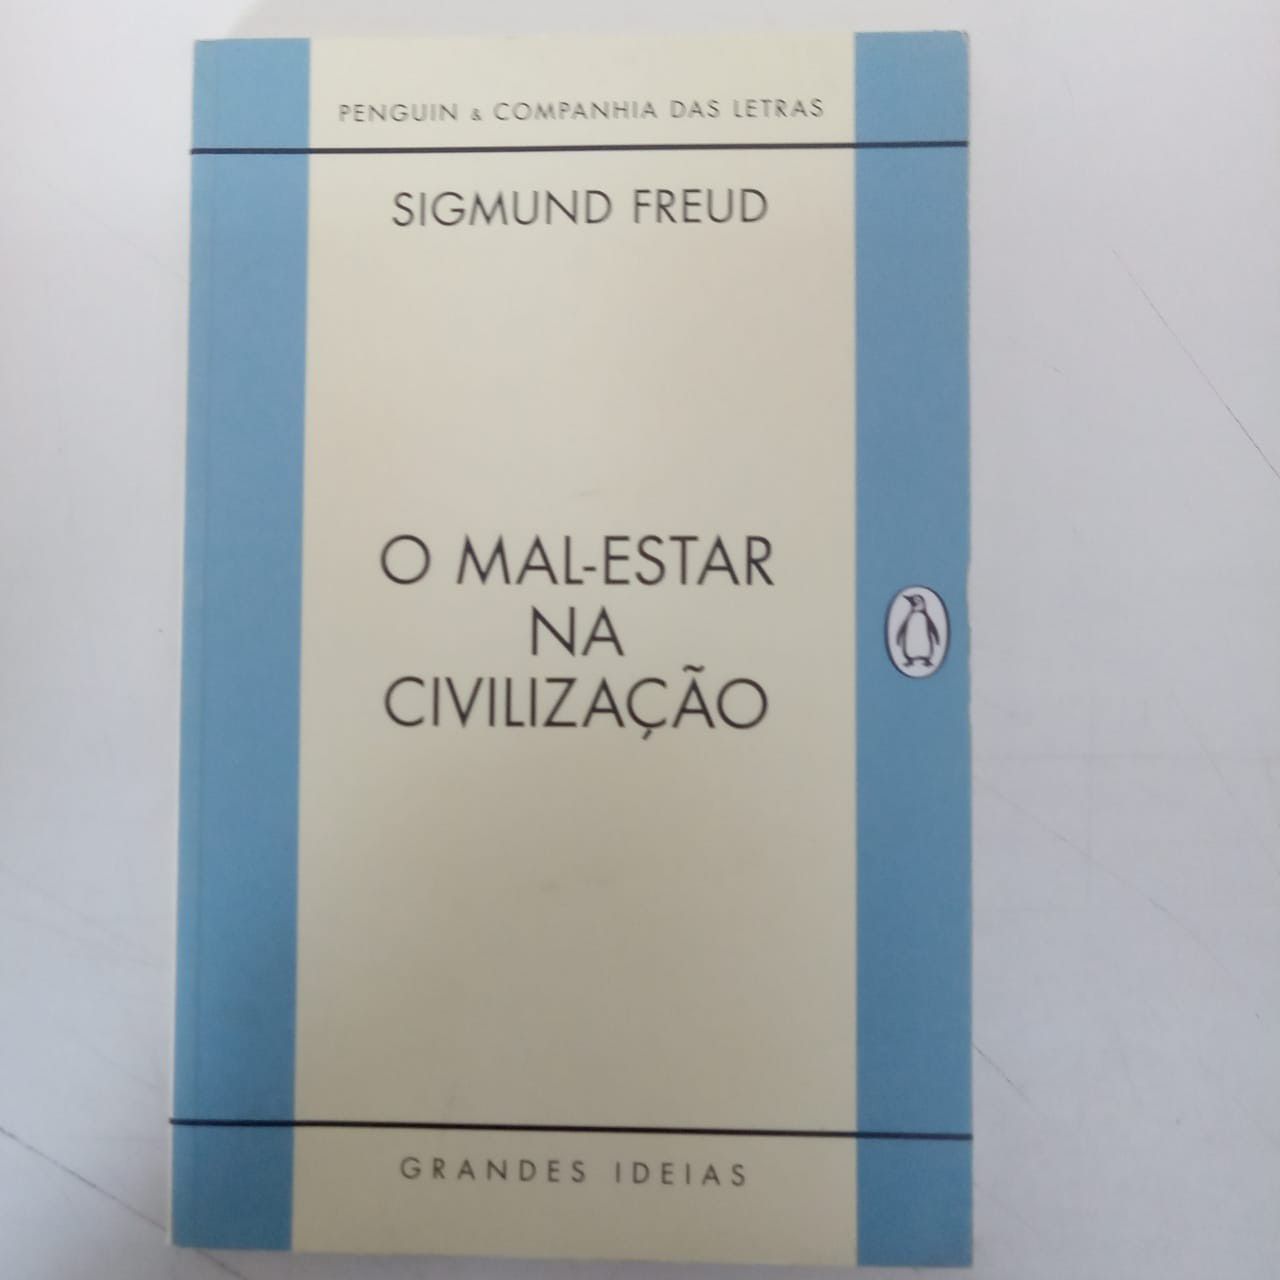 PENGUIN & COMPANHIA DAS LETRAS
SIGMUND FREUD
O MAL-ESTAR
NA
CIVILIZAÇÃO
GRANDES IDEIAS